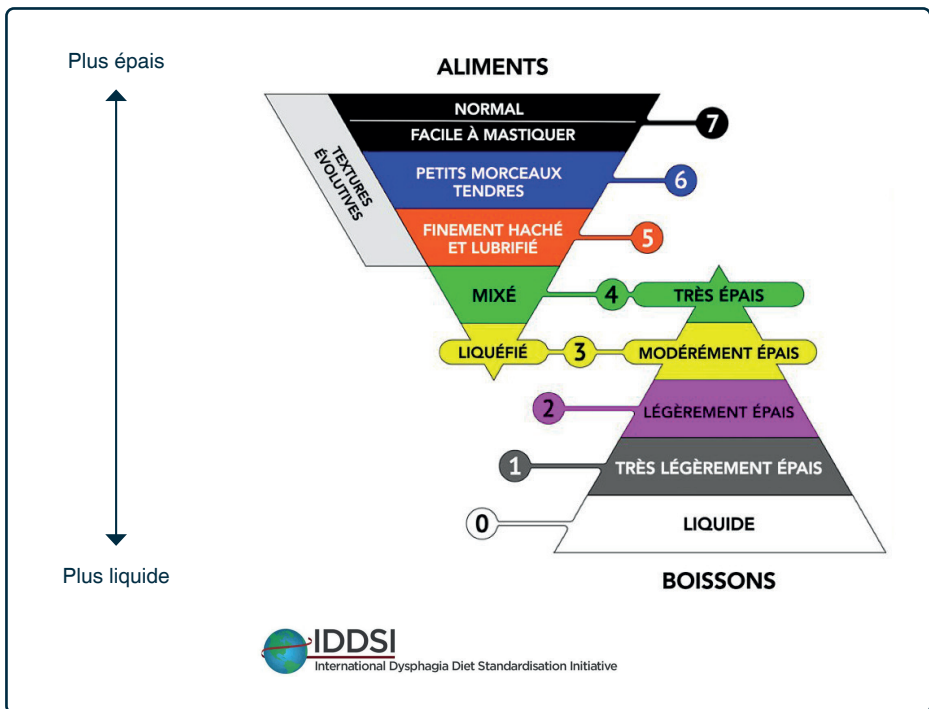 Plus épais
ALIMENTS
NORMAL
FACILE À MASTIQUER
7
TEXTURES
ÉVOLUTIVES
PETITS MORCEAUX
TENDRES
6
FINEMENT HACHÉ
ET LUBRIFIÉ
5
MIXÉ
4
TRÈS ÉPAIS
LIQUÉFIÉ
3
MODÉRÉMENT ÉPAIS
2
LÉGÈREMENT ÉPAIS
1
TRÈS LÉGÈREMENT ÉPAIS
0
LIQUIDE
Plus liquide
BOISSONS
IDDSI
International Dysphagia Diet Standardisation Initiative